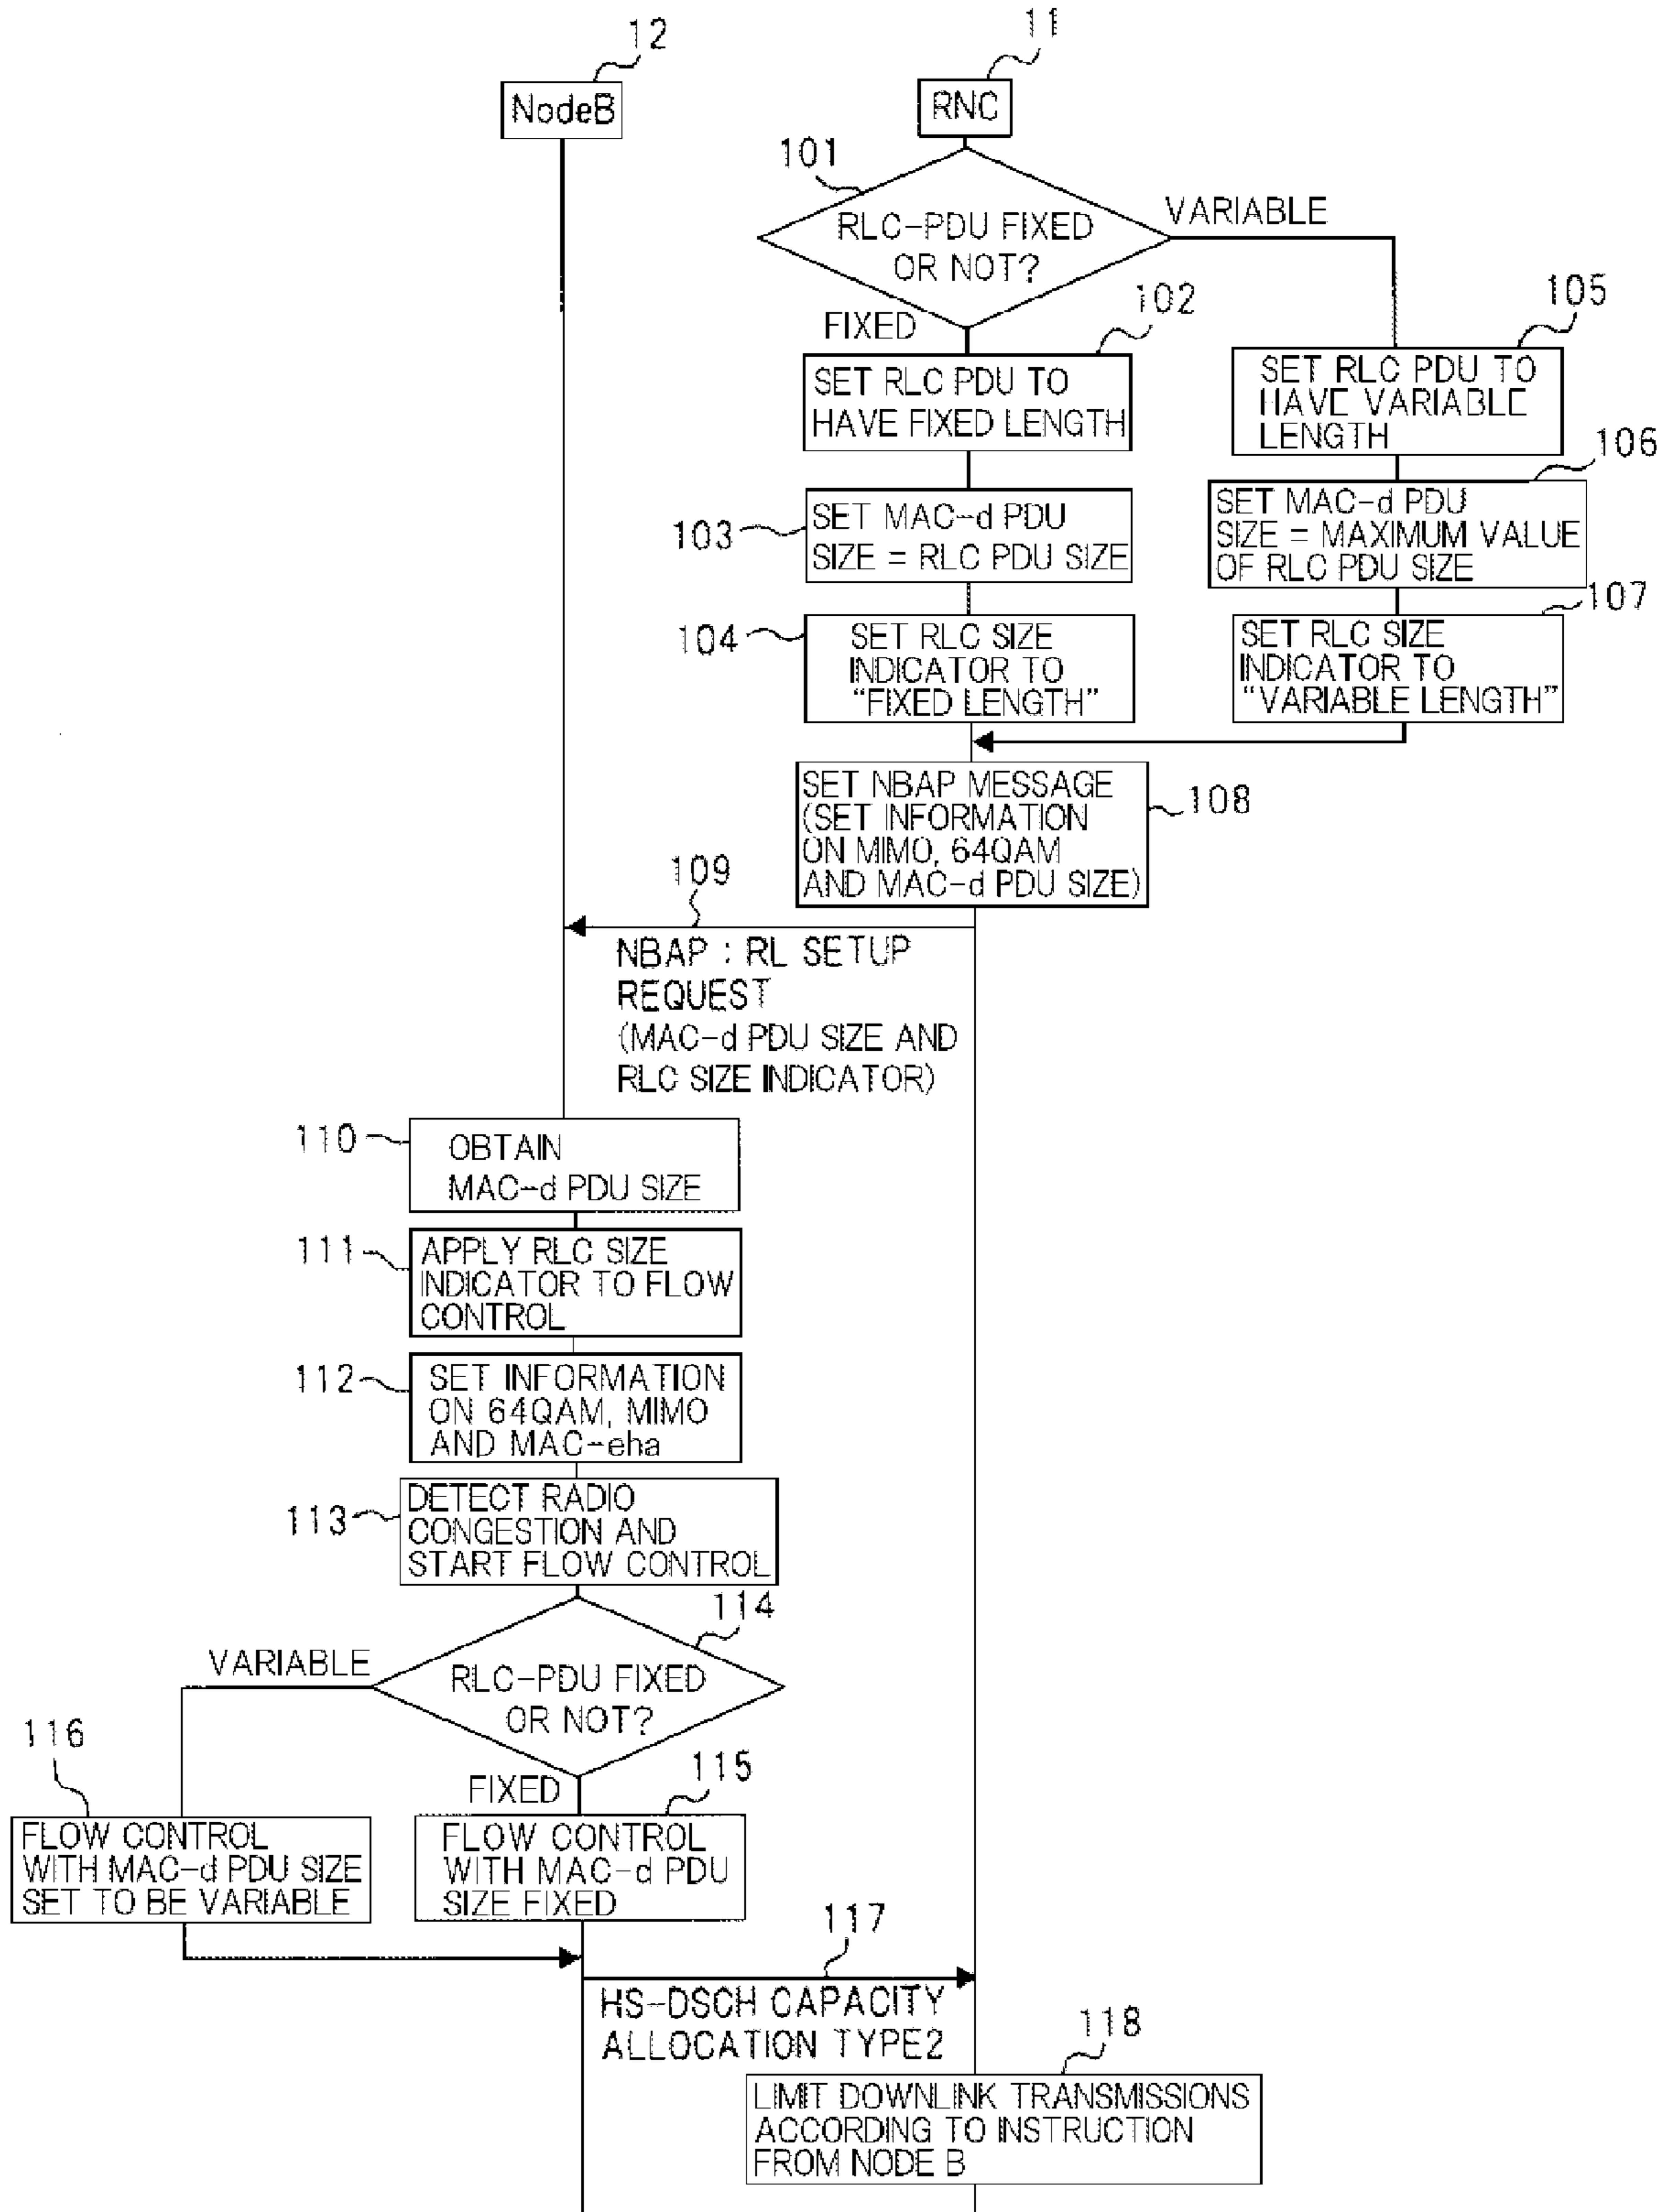 12
11
NodeB
RNC
101
RLC-PDU FIXED
OR NOT?
VARIABLE
FIXED
102
105
SET RLC PDU TO
HAVE FIXED LENGTH
SET RLC PDU TO
HAVE VARIABLE
LENGTH
106
103
SET MAC-d PDU
SIZE = RLC PDU SIZE
SET MAC-d PDU
SIZE = MAXIMUM VALUE
OF RLC PDU SIZE
107
104
SET RLC SIZE
INDICATOR TO
“FIXED LENGTH”
SET RLC SIZE
INDICATOR TO
“VARIABLE LENGTH”
SET NBAP MESSAGE
(SET INFORMATION
ON MIMO, 64QAM
AND MAC-d PDU SIZE)
108
109
NBAP : RL SETUP
REQUEST
(MAC-d PDU SIZE AND
RLC SIZE INDICATOR)
110
OBTAIN
MAC-d PDU SIZE
111
APPLY RLC SIZE
INDICATOR TO FLOW
CONTROL
112
SET INFORMATION
ON 64QAM, MIMO
AND MAC-eha
113
DETECT RADIO
CONGESTION AND
START FLOW CONTROL
114
VARIABLE
RLC-PDU FIXED
OR NOT?
116
FIXED
115
FLOW CONTROL
WITH MAC-d PDU SIZE
SET TO BE VARIABLE
FLOW CONTROL
WITH MAC-d PDU
SIZE FIXED
117
HS-DSCH CAPACITY
ALLOCATION TYPE2
118
LIMIT DOWNLINK TRANSMISSIONS
ACCORDING TO INSTRUCTION
FROM NODE B